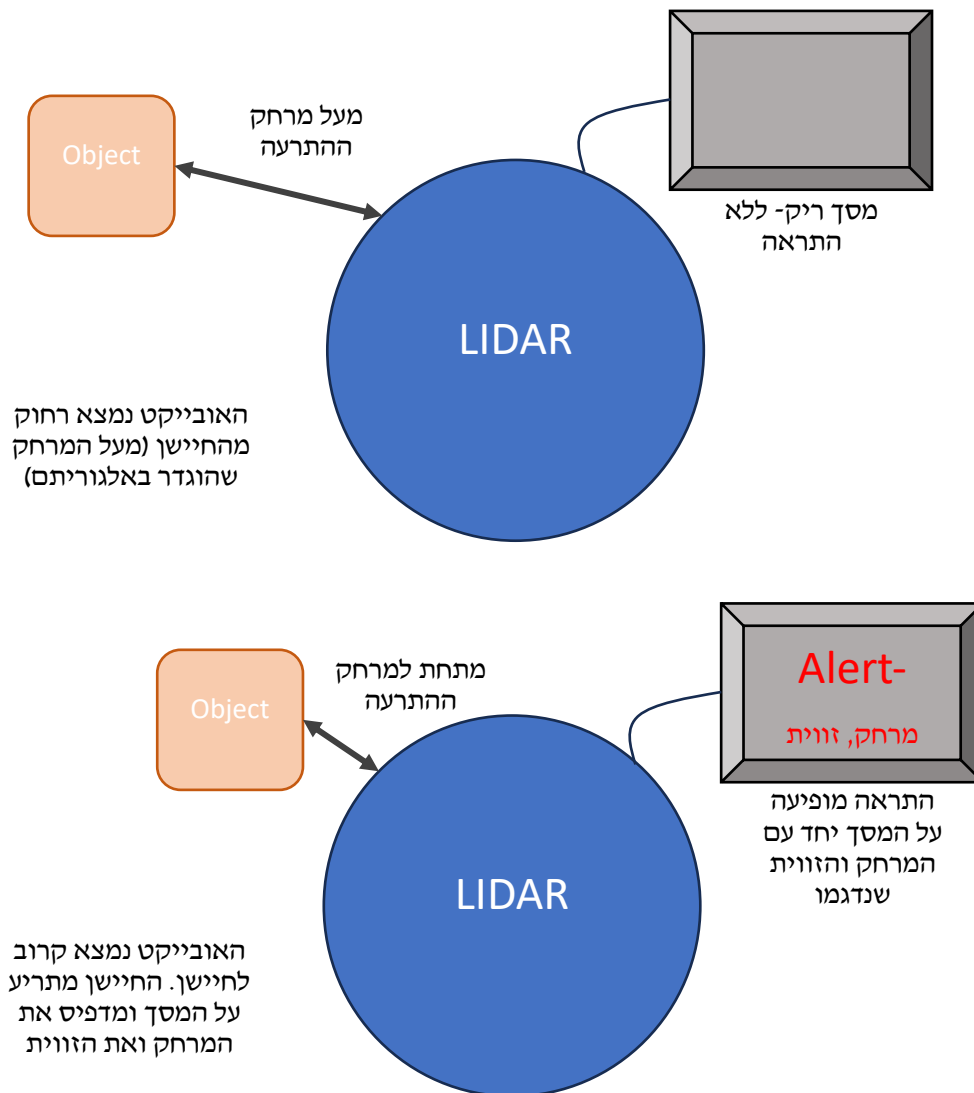 Object
מעל מרחק
ההתרעה
LIDAR
מסך ריק- ללא
התראה
האובייקט נמצא רחוק
מהחיישן (מעל המרחק
שהוגדר באלגוריתם)
Object
מתחת למרחק
ההתרעה
LIDAR
Alert-
מרחק, זווית
התראה מופיעה
על המסך יחד עם
המרחק והזווית
שנדגמו
האובייקט נמצא קרוב
לחיישן. החיישן מתריע
על המסך ומדפיס את
המרחק ואת הזווית